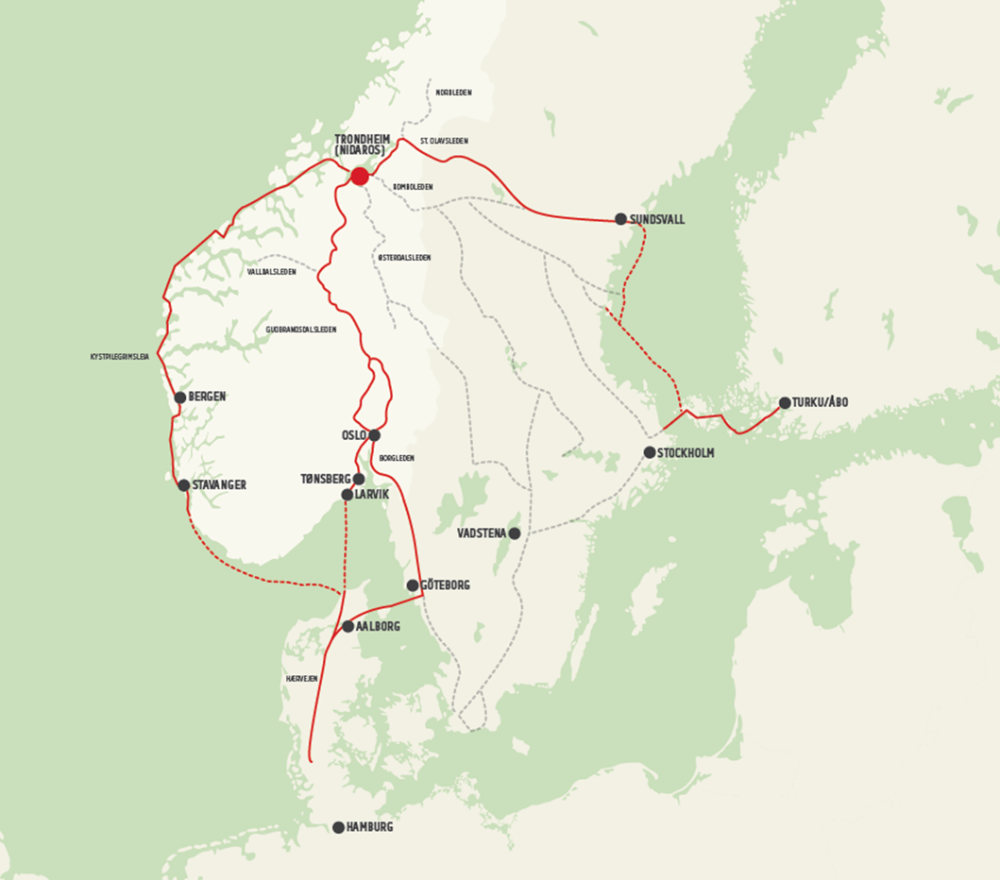 NORDLEDEN
TRONDHEIM
(NIDAROS)
ST. OLAVSLEDEN
ROMBOLEDEN
SUNDSVALL
ØSTERDALSLEDEN
VALLDALSLEDEN
GUDBRANDSDALSLEDEN
KYSTPILEGRIMSLEIA
BERGEN
TURKU/ÅBO
OSLO
STOCKHOLM
BORGLEDEN
TØNSBERG
STAVANGER
LARVIK
VADSTENA
GÖTEBORG
AALBORG
HÆRVEJEN
HAMBURG